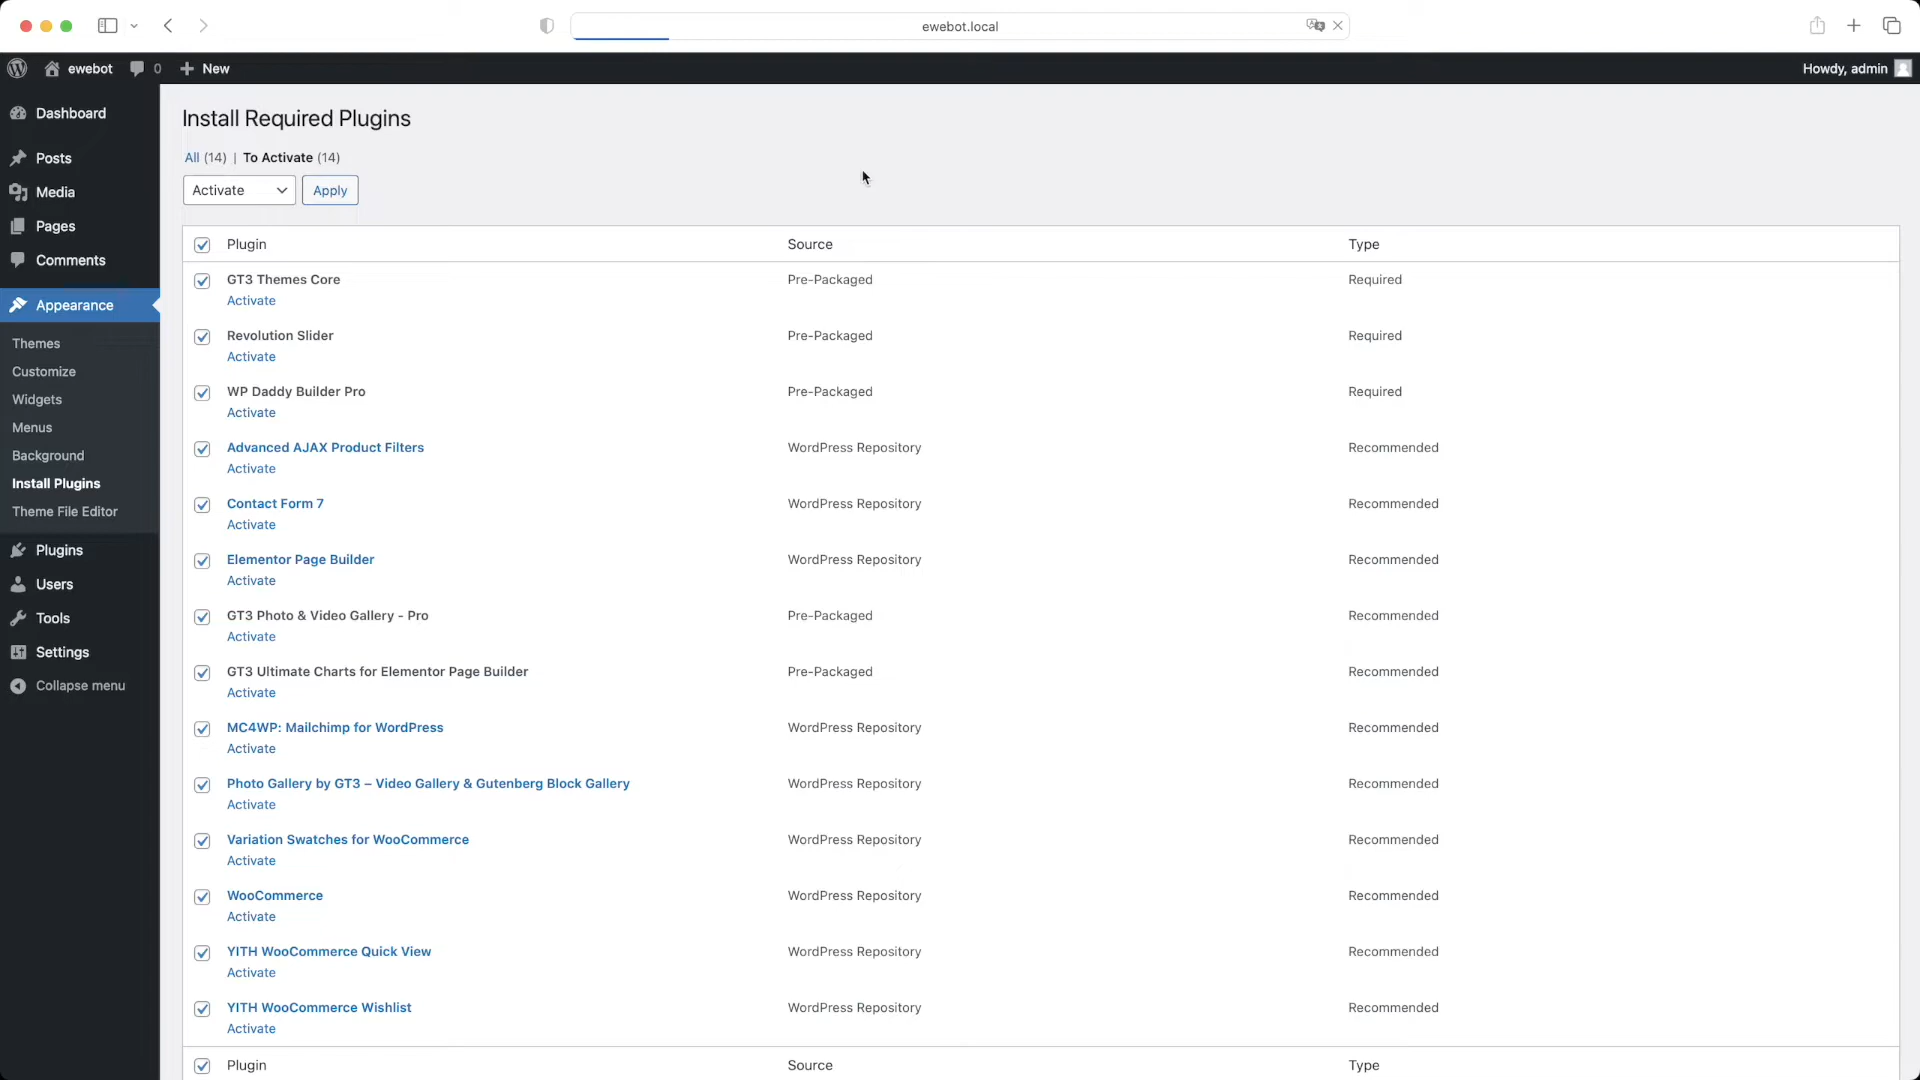 ewebot.local
ewebot 0 New Howdy, admin
Dashboard
Posts
Media
Pages
Comments
Appearance
Themes
Customize
Widgets
Menus
Background
Install Plugins
Theme File Editor
Plugins
Users
Tools
Settings
Collapse menu
Install Required Plugins
All (14) | To Activate (14)
Activate Apply
Plugin Source Type
GT3 Themes Core Pre-Packaged Required
Activate
Revolution Slider Pre-Packaged Required
Activate
WP Daddy Builder Pro Pre-Packaged Required
Activate
Advanced AJAX Product Filters WordPress Repository Recommended
Activate
Contact Form 7 WordPress Repository Recommended
Activate
Elementor Page Builder WordPress Repository Recommended
Activate
GT3 Photo & Video Gallery - Pro Pre-Packaged Recommended
Activate
GT3 Ultimate Charts for Elementor Page Builder Pre-Packaged Recommended
Activate
MC4WP: Mailchimp for WordPress WordPress Repository Recommended
Activate
Photo Gallery by GT3 – Video Gallery & Gutenberg Block Gallery WordPress Repository Recommended
Activate
Variation Swatches for WooCommerce WordPress Repository Recommended
Activate
WooCommerce WordPress Repository Recommended
Activate
YITH WooCommerce Quick View WordPress Repository Recommended
Activate
YITH WooCommerce Wishlist WordPress Repository Recommended
Activate
Plugin Source Type